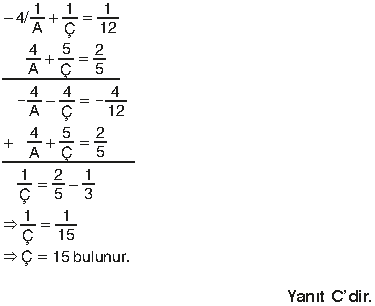 -4/ 1/A + 1/Ç = 1/12
4/A + 5/Ç = 2/5
-4/A - 4/Ç = -4/12
+ 4/A + 5/Ç = 2/5
1/Ç = 2/5 - 1/3
⇒ 1/Ç = 1/15
⇒ Ç = 15 bulunur.
Yanıt C'dir.